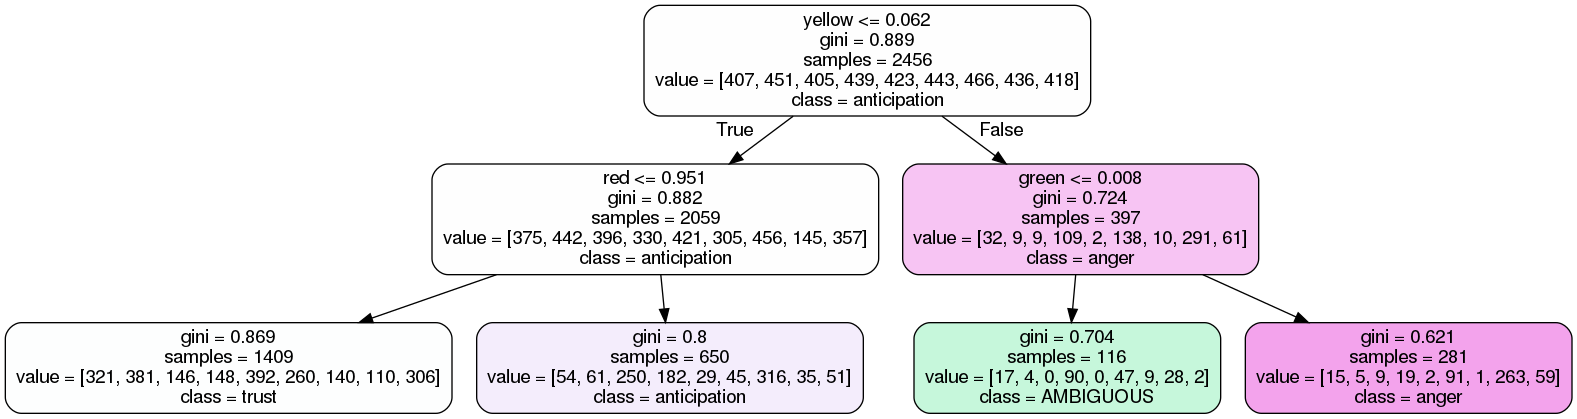 yellow <= 0.062
gini = 0.889
samples = 2456
value = [407, 451, 405, 439, 423, 443, 466, 436, 418]
class = anticipation
True
False
red <= 0.951
gini = 0.882
samples = 2059
value = [375, 442, 396, 330, 421, 305, 456, 145, 357]
class = anticipation
green <= 0.008
gini = 0.724
samples = 397
value = [32, 9, 9, 109, 2, 138, 10, 291, 61]
class = anger
gini = 0.869
samples = 1409
value = [321, 381, 146, 148, 392, 260, 140, 110, 306]
class = trust
gini = 0.8
samples = 650
value = [54, 61, 250, 182, 29, 45, 316, 35, 51]
class = anticipation
gini = 0.704
samples = 116
value = [17, 4, 0, 90, 0, 47, 9, 28, 2]
class = AMBIGUOUS
gini = 0.621
samples = 281
value = [15, 5, 9, 19, 2, 91, 1, 263, 59]
class = anger